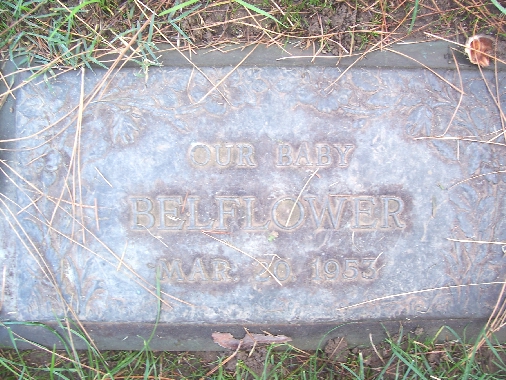 OUR BABY
BELFLOWER
MAR. 20. 1953